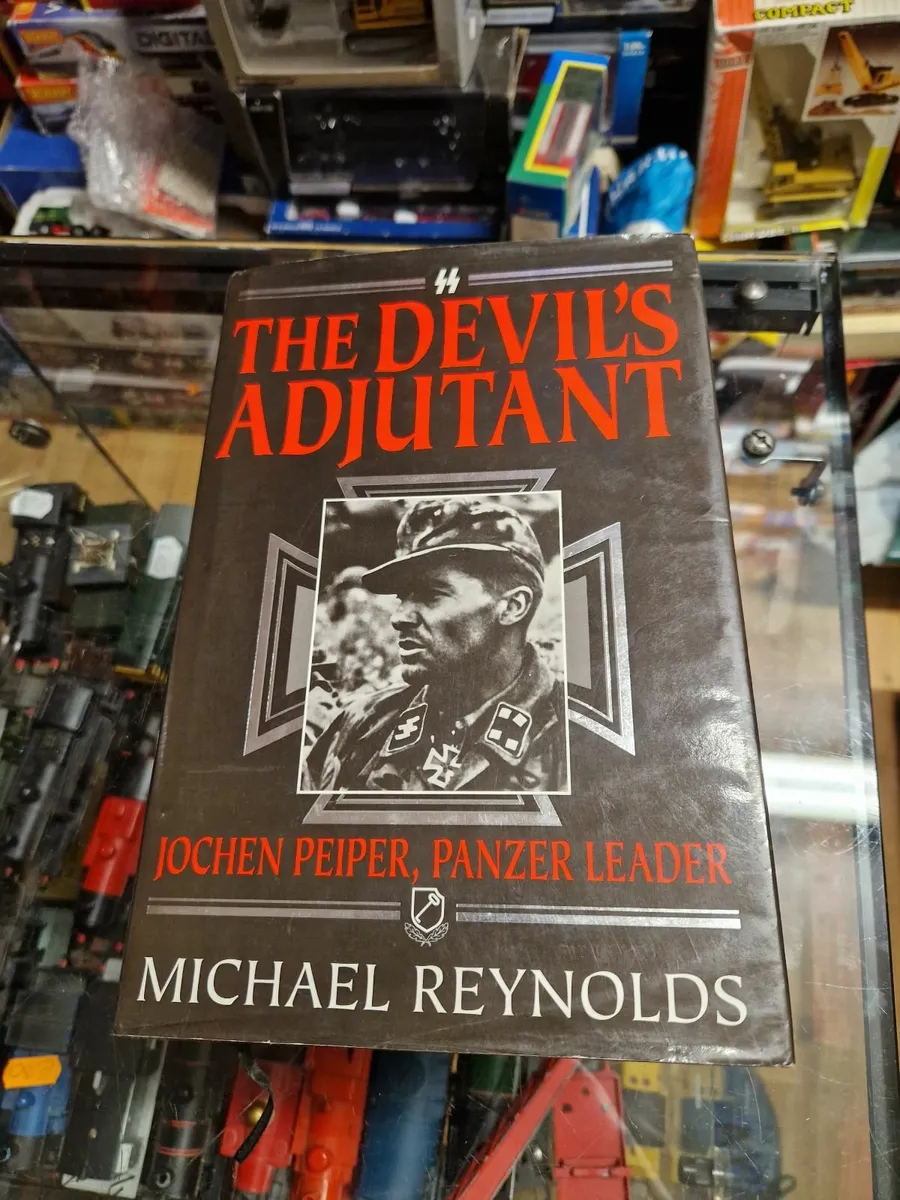 COMPACT
DIGITAL
THE DEVIL'S
ADJUTANT
JOCHEN PEIPER, PANZER LEADER
MICHAEL REYNOLDS